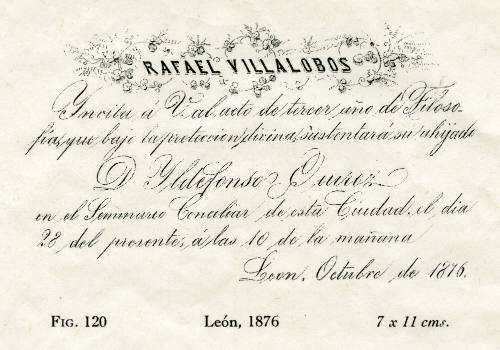 RAFAEL VILLALOBOS
Ynvita á V. al acto de tercer año de Filoso-
fía, que bajo la proteccion divina, sustentará su ahijado
D. Yldefonso Quiroz
en el Seminario Conciliar de esta Ciudad, el dia
28 del presente, á las 10 de la mañana
Leon, Octubre de 1876.
FIG. 120 León, 1876 7 x 11 cms.